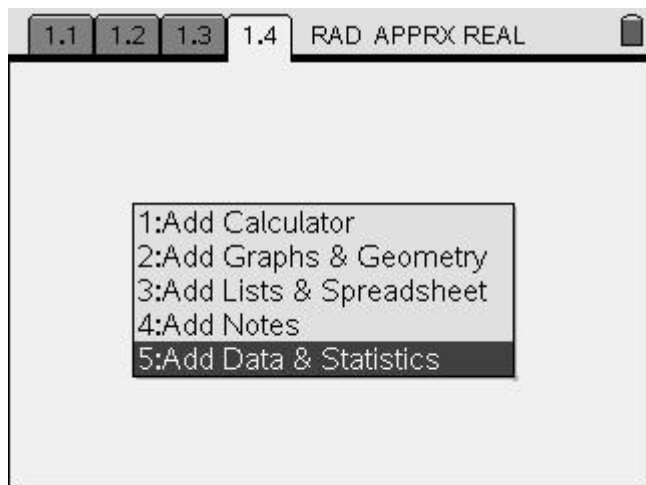 1.1 1.2 1.3 1.4 RAD APPRX REAL
1:Add Calculator
2:Add Graphs & Geometry
3:Add Lists & Spreadsheet
4:Add Notes
5:Add Data & Statistics